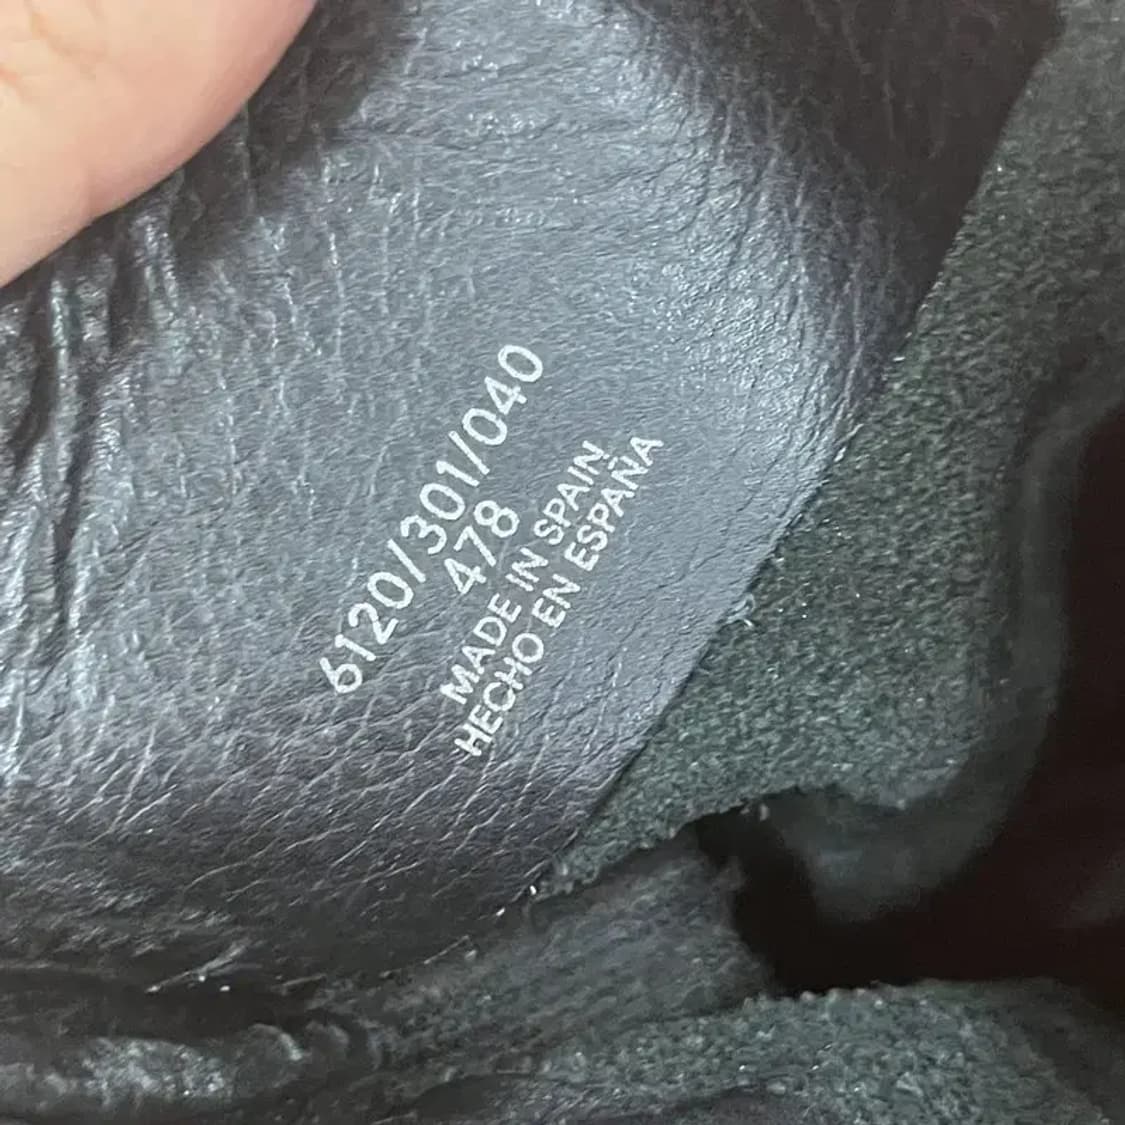 6120/301/040
478
MADE IN SPAIN
HECHO EN ESPAÑA